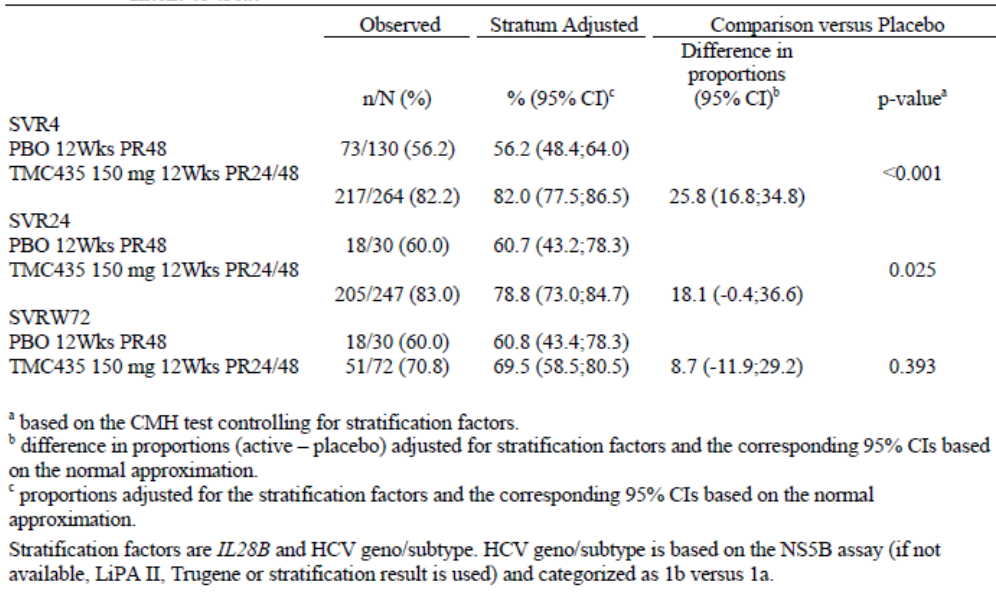 Observed Stratum Adjusted Comparison versus Placebo
Difference in
proportions
n/N (%) % (95% CI)c (95% CI)b p-valuea
SVR4
PBO 12Wks PR48 73/130 (56.2) 56.2 (48.4;64.0)
TMC435 150 mg 12Wks PR24/48 <0.001
217/264 (82.2) 82.0 (77.5;86.5) 25.8 (16.8;34.8)
SVR24
PBO 12Wks PR48 18/30 (60.0) 60.7 (43.2;78.3)
TMC435 150 mg 12Wks PR24/48 0.025
205/247 (83.0) 78.8 (73.0;84.7) 18.1 (-0.4;36.6)
SVRW72
PBO 12Wks PR48 18/30 (60.0) 60.8 (43.4;78.3)
TMC435 150 mg 12Wks PR24/48 51/72 (70.8) 69.5 (58.5;80.5) 8.7 (-11.9;29.2) 0.393
a based on the CMH test controlling for stratification factors.
b difference in proportions (active – placebo) adjusted for stratification factors and the corresponding 95% CIs based
on the normal approximation.
c proportions adjusted for the stratification factors and the corresponding 95% CIs based on the normal
approximation.
Stratification factors are IL28B and HCV geno/subtype. HCV geno/subtype is based on the NS5B assay (if not
available, LiPA II, Trugene or stratification result is used) and categorized as 1b versus 1a.